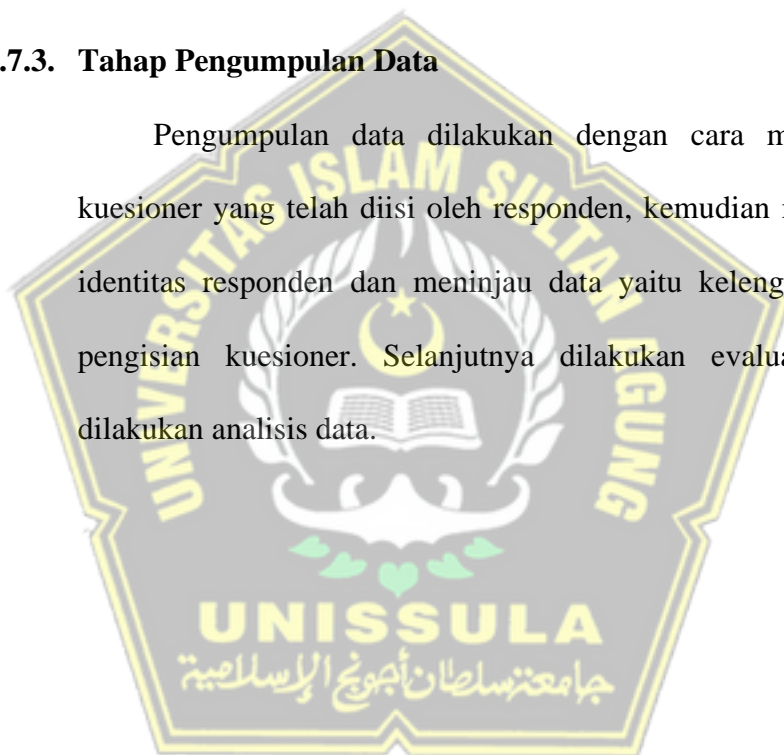 .7.3. Tahap Pengumpulan Data
Pengumpulan data dilakukan dengan cara m
kuesioner yang telah diisi oleh responden, kemudian
identitas responden dan meninjau data yaitu keleng
pengisian kuesioner. Selanjutnya dilakukan evalua
dilakukan analisis data.
UNIVERSITAS ISLAM SULTAN AGUNG
UNISSULA
جامعنساطان أجونج الإسلامية